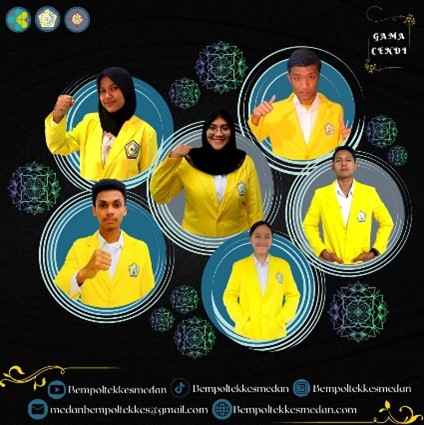 GAMA
CENDI
Bempoltekkesmedan
Bempoltekkesmedan
Bempoltekkesmedan
medanbempoltekkes@gmail.com
Bempoltekkesmedan.com